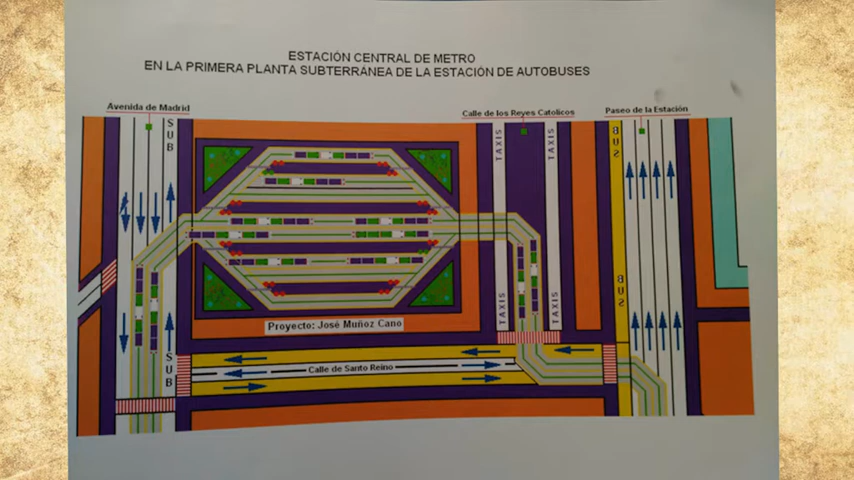 ESTACIÓN CENTRAL DE METRO
EN LA PRIMERA PLANTA SUBTERRÁNEA DE LA ESTACIÓN DE AUTOBUSES
Avenida de Madrid
Calle de los Reyes Catolicos
Paseo de la Estación
SUB
TAXIS
TAXIS
BUS
BUS
TAXIS
TAXIS
Proyecto: José Muñoz Cano
SUB
Calle de Santo Reino